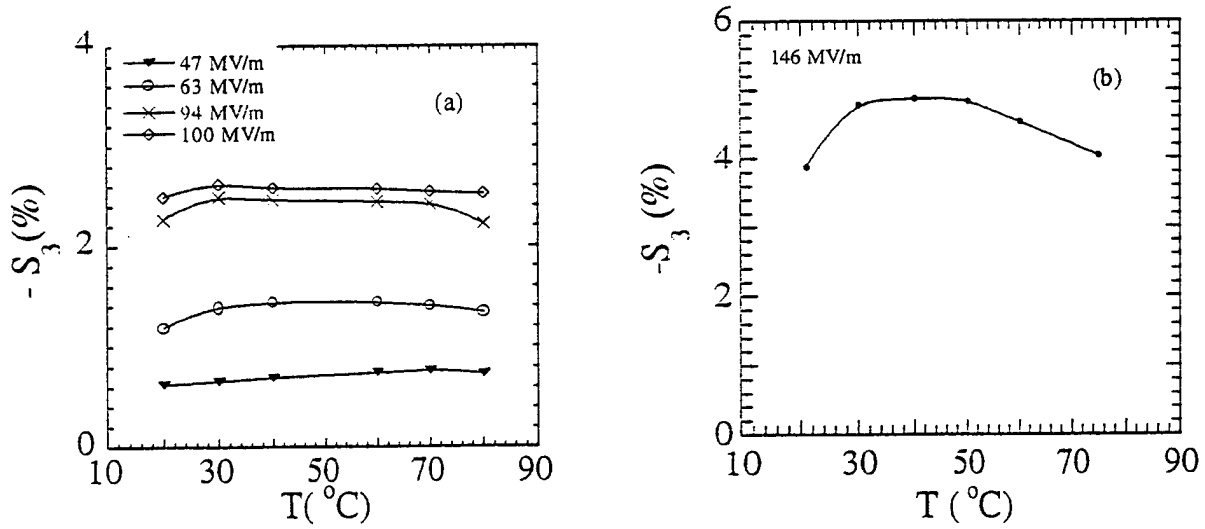 4
47 MV/m
63 MV/m
94 MV/m
100 MV/m
(a)
- S3 (%)
2
0
10 30 50 70 90
T( °C)
6
146 MV/m
(b)
-S3 (%)
4
2
0
10 30 50 70 90
T ( °C)